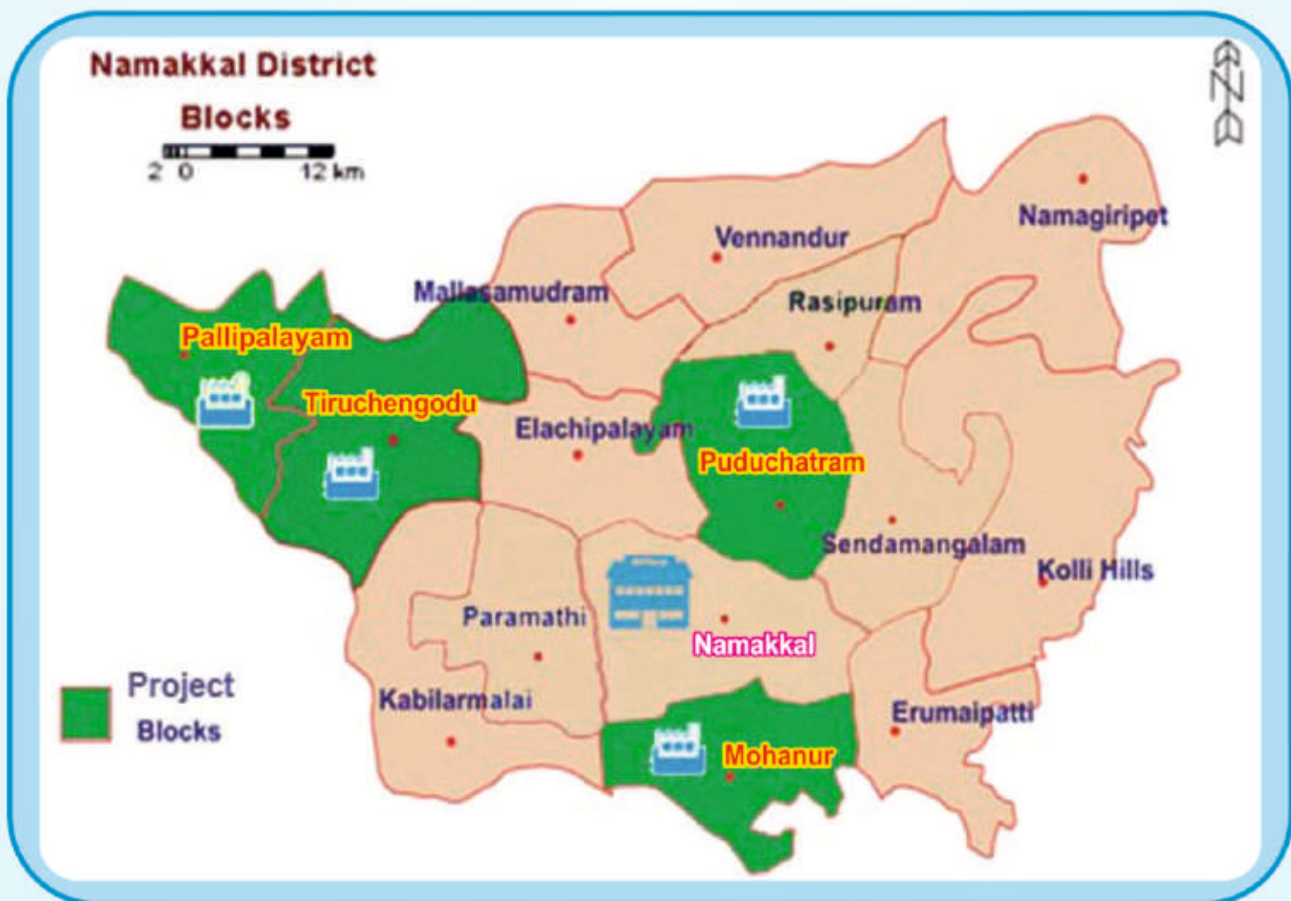 Namakkal District
Blocks
2 0 12 km
N
Namagiripet
Vennandur
Mallasamudram
Rasipuram
Pallipalayam
Tiruchengodu
Elachipalayam
Puduchatram
Sendamangalam
Kolli Hills
Paramathi
Namakkal
Project
Blocks
Kabilarmalai
Erumaipatti
Mohanur